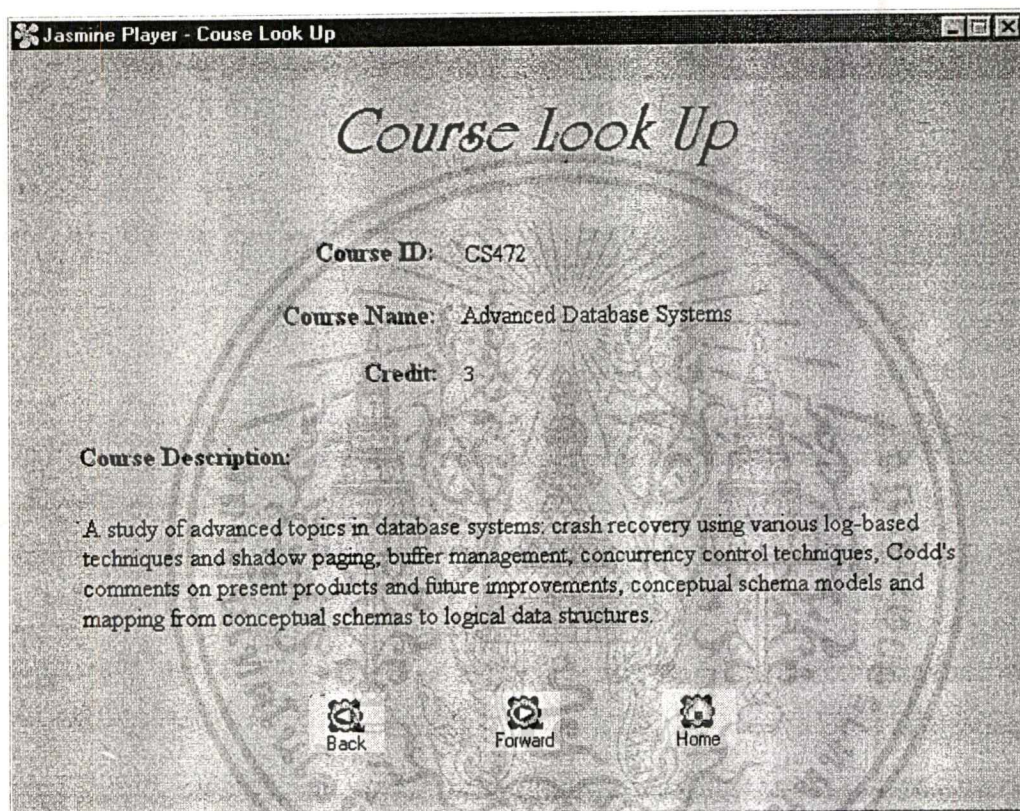 Jasmine Player - Couse Look Up
Course Look Up
Course ID: CS472
Course Name: Advanced Database Systems
Credit: 3
Course Description:
A study of advanced topics in database systems: crash recovery using various log-based
techniques and shadow paging, buffer management, concurrency control techniques, Codd's
comments on present products and future improvements, conceptual schema models and
mapping from conceptual schemas to logical data structures.
Back Forward Home